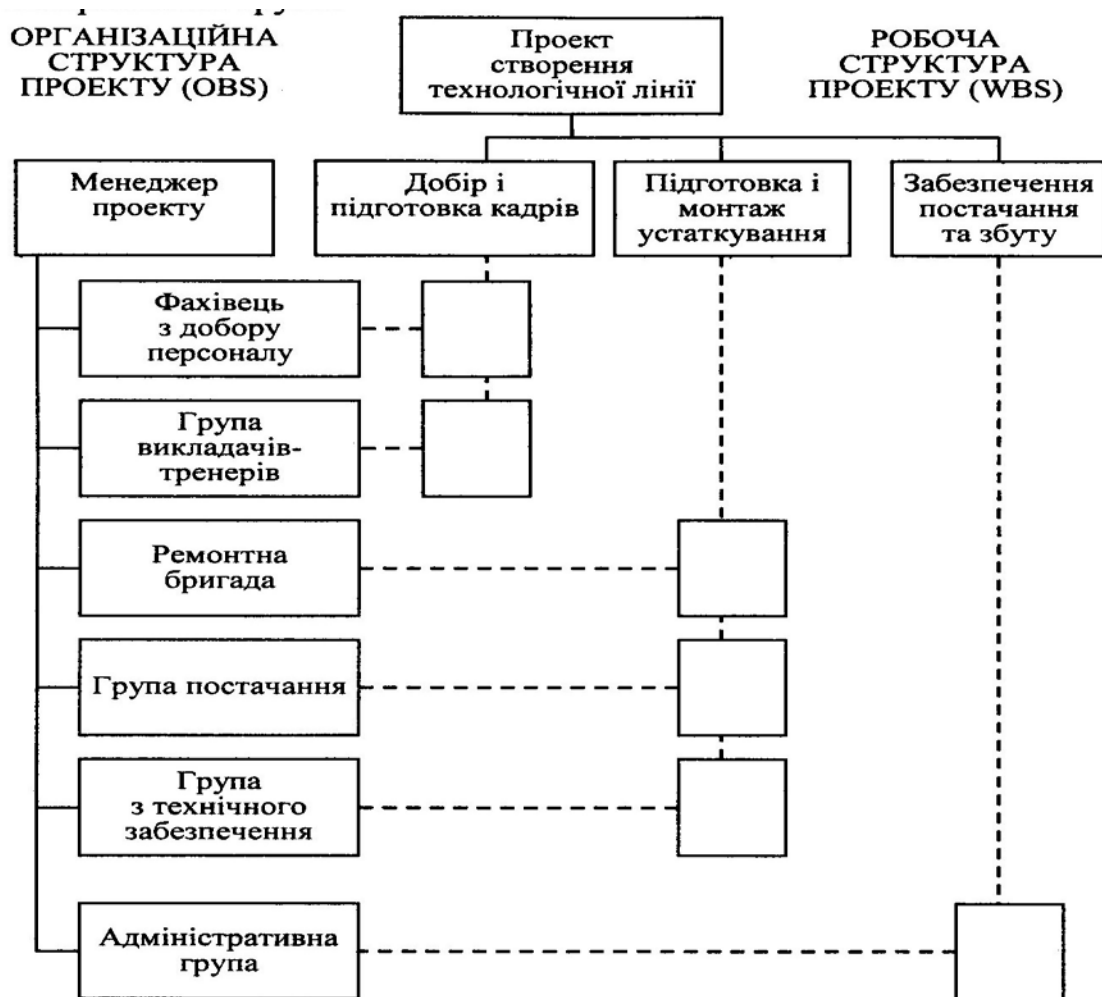 ОРГАНІЗАЦІЙНА
СТРУКТУРА
ПРОЕКТУ (OBS)
Проект
створення
технологічної лінії
РОБОЧА
СТРУКТУРА
ПРОЕКТУ (WBS)
Менеджер
проекту
Добір і
підготовка кадрів
Підготовка і
монтаж
устаткування
Забезпечення
постачання
та збуту
Фахівець
з добору
персоналу
Група
викладачів-
тренерів
Ремонтна
бригада
Група постачання
Група
з технічного
забезпечення
Адміністративна
група